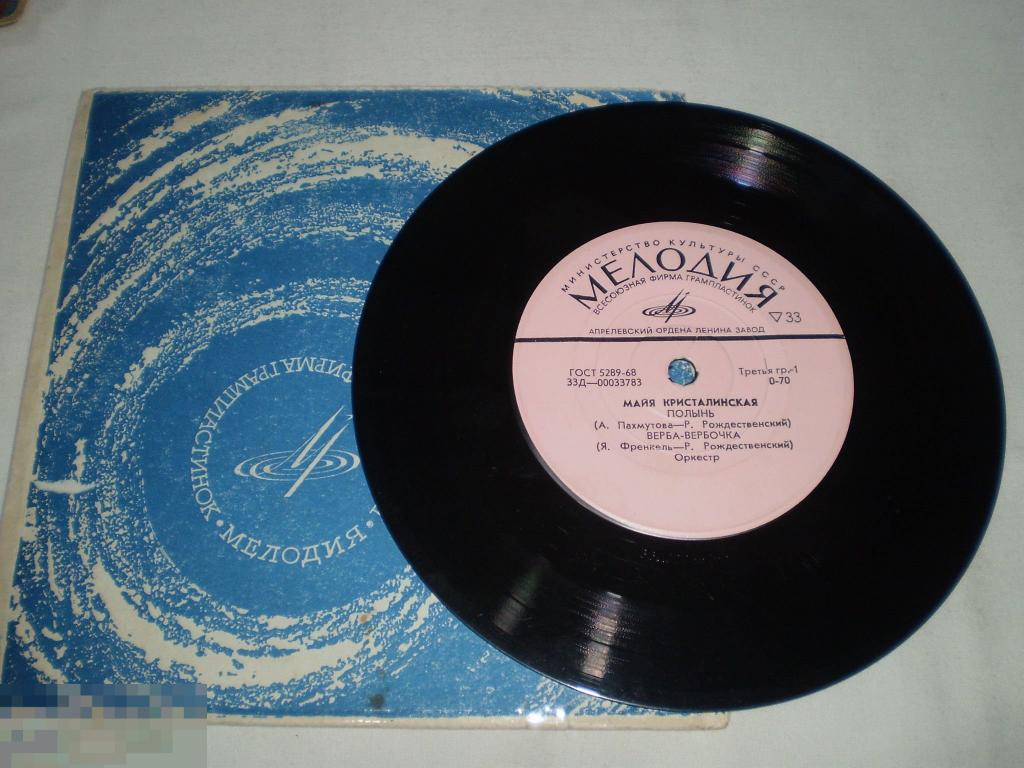 МИНИСТЕРСТВО КУЛЬТУРЫ СССР
МЕЛОДИЯ
ВСЕСОЮЗНАЯ ФИРМА ГРАМПЛАСТИНОК
33
АПРЕЛЕВСКИЙ ОРДЕНА ЛЕНИНА ЗАВОД
ГОСТ 5289-68
33Д—00033783
Третья гр.-1
0-70
МАЙЯ КРИСТАЛИНСКАЯ
ПОЛЫНЬ
(А. Пахмутова—Р. Рождественский)
ВЕРБА-ВЕРБОЧКА
(Я. Френкель—Р. Рождественский)
Оркестр
ФИРМА ГРАМПЛАСТИНОК • МЕЛОДИЯ •